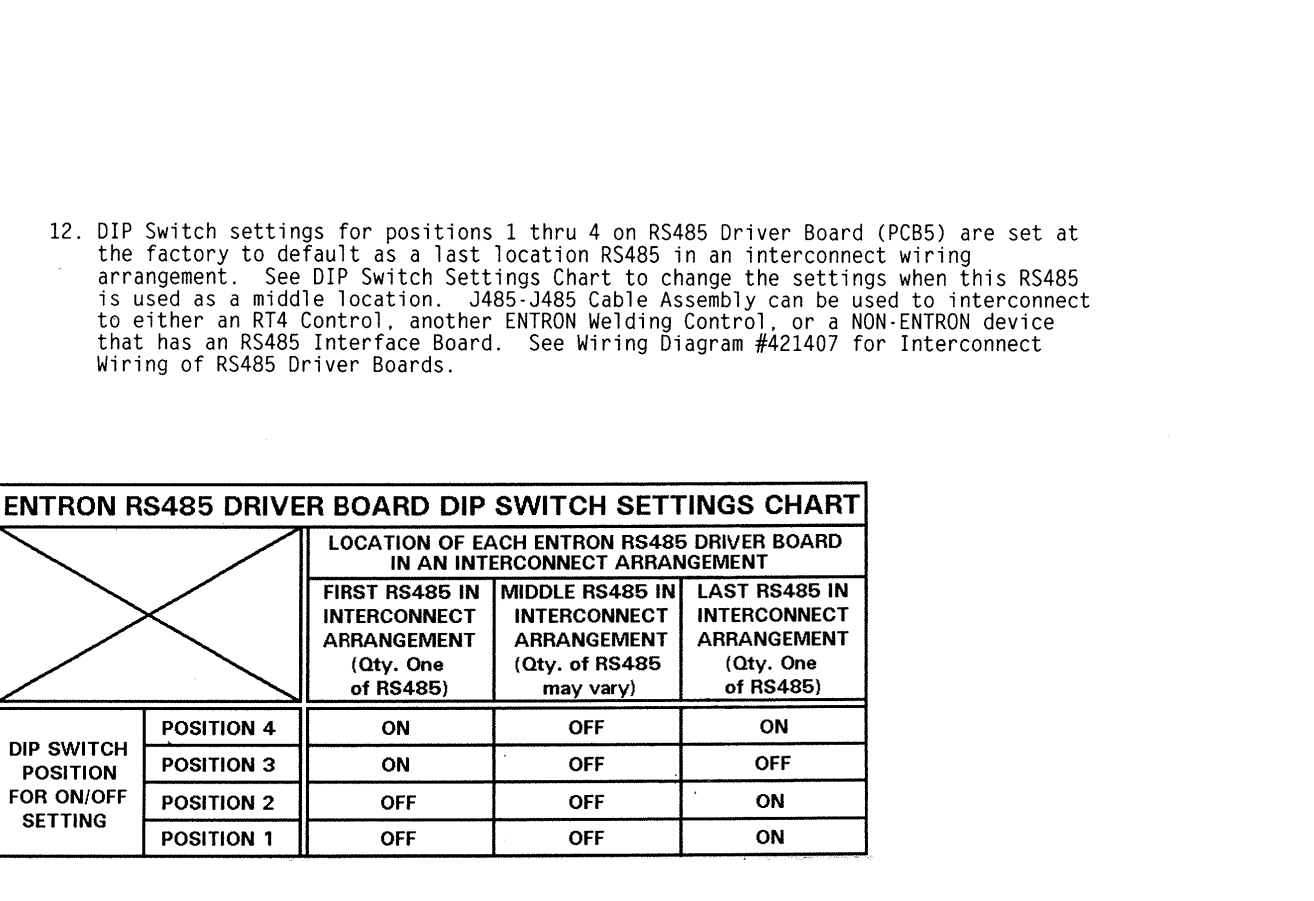 12. DIP Switch settings for positions 1 thru 4 on RS485 Driver Board (PCB5) are set at
the factory to default as a last location RS485 in an interconnect wiring
arrangement. See DIP Switch Settings Chart to change the settings when this RS485
is used as a middle location. J485-J485 Cable Assembly can be used to interconnect
to either an RT4 Control, another ENTRON Welding Control, or a NON-ENTRON device
that has an RS485 Interface Board. See Wiring Diagram #421407 for Interconnect
Wiring of RS485 Driver Boards.
ENTRON RS485 DRIVER BOARD DIP SWITCH SETTINGS CHART
LOCATION OF EACH ENTRON RS485 DRIVER BOARD
IN AN INTERCONNECT ARRANGEMENT
FIRST RS485 IN
INTERCONNECT
ARRANGEMENT
(Qty. One
of RS485)
MIDDLE RS485 IN
INTERCONNECT
ARRANGEMENT
(Qty. of RS485
may vary)
LAST RS485 IN
INTERCONNECT
ARRANGEMENT
(Qty. One
of RS485)
DIP SWITCH
POSITION
FOR ON/OFF
SETTING
POSITION 4 ON OFF ON
POSITION 3 ON OFF OFF
POSITION 2 OFF OFF ON
POSITION 1 OFF OFF ON